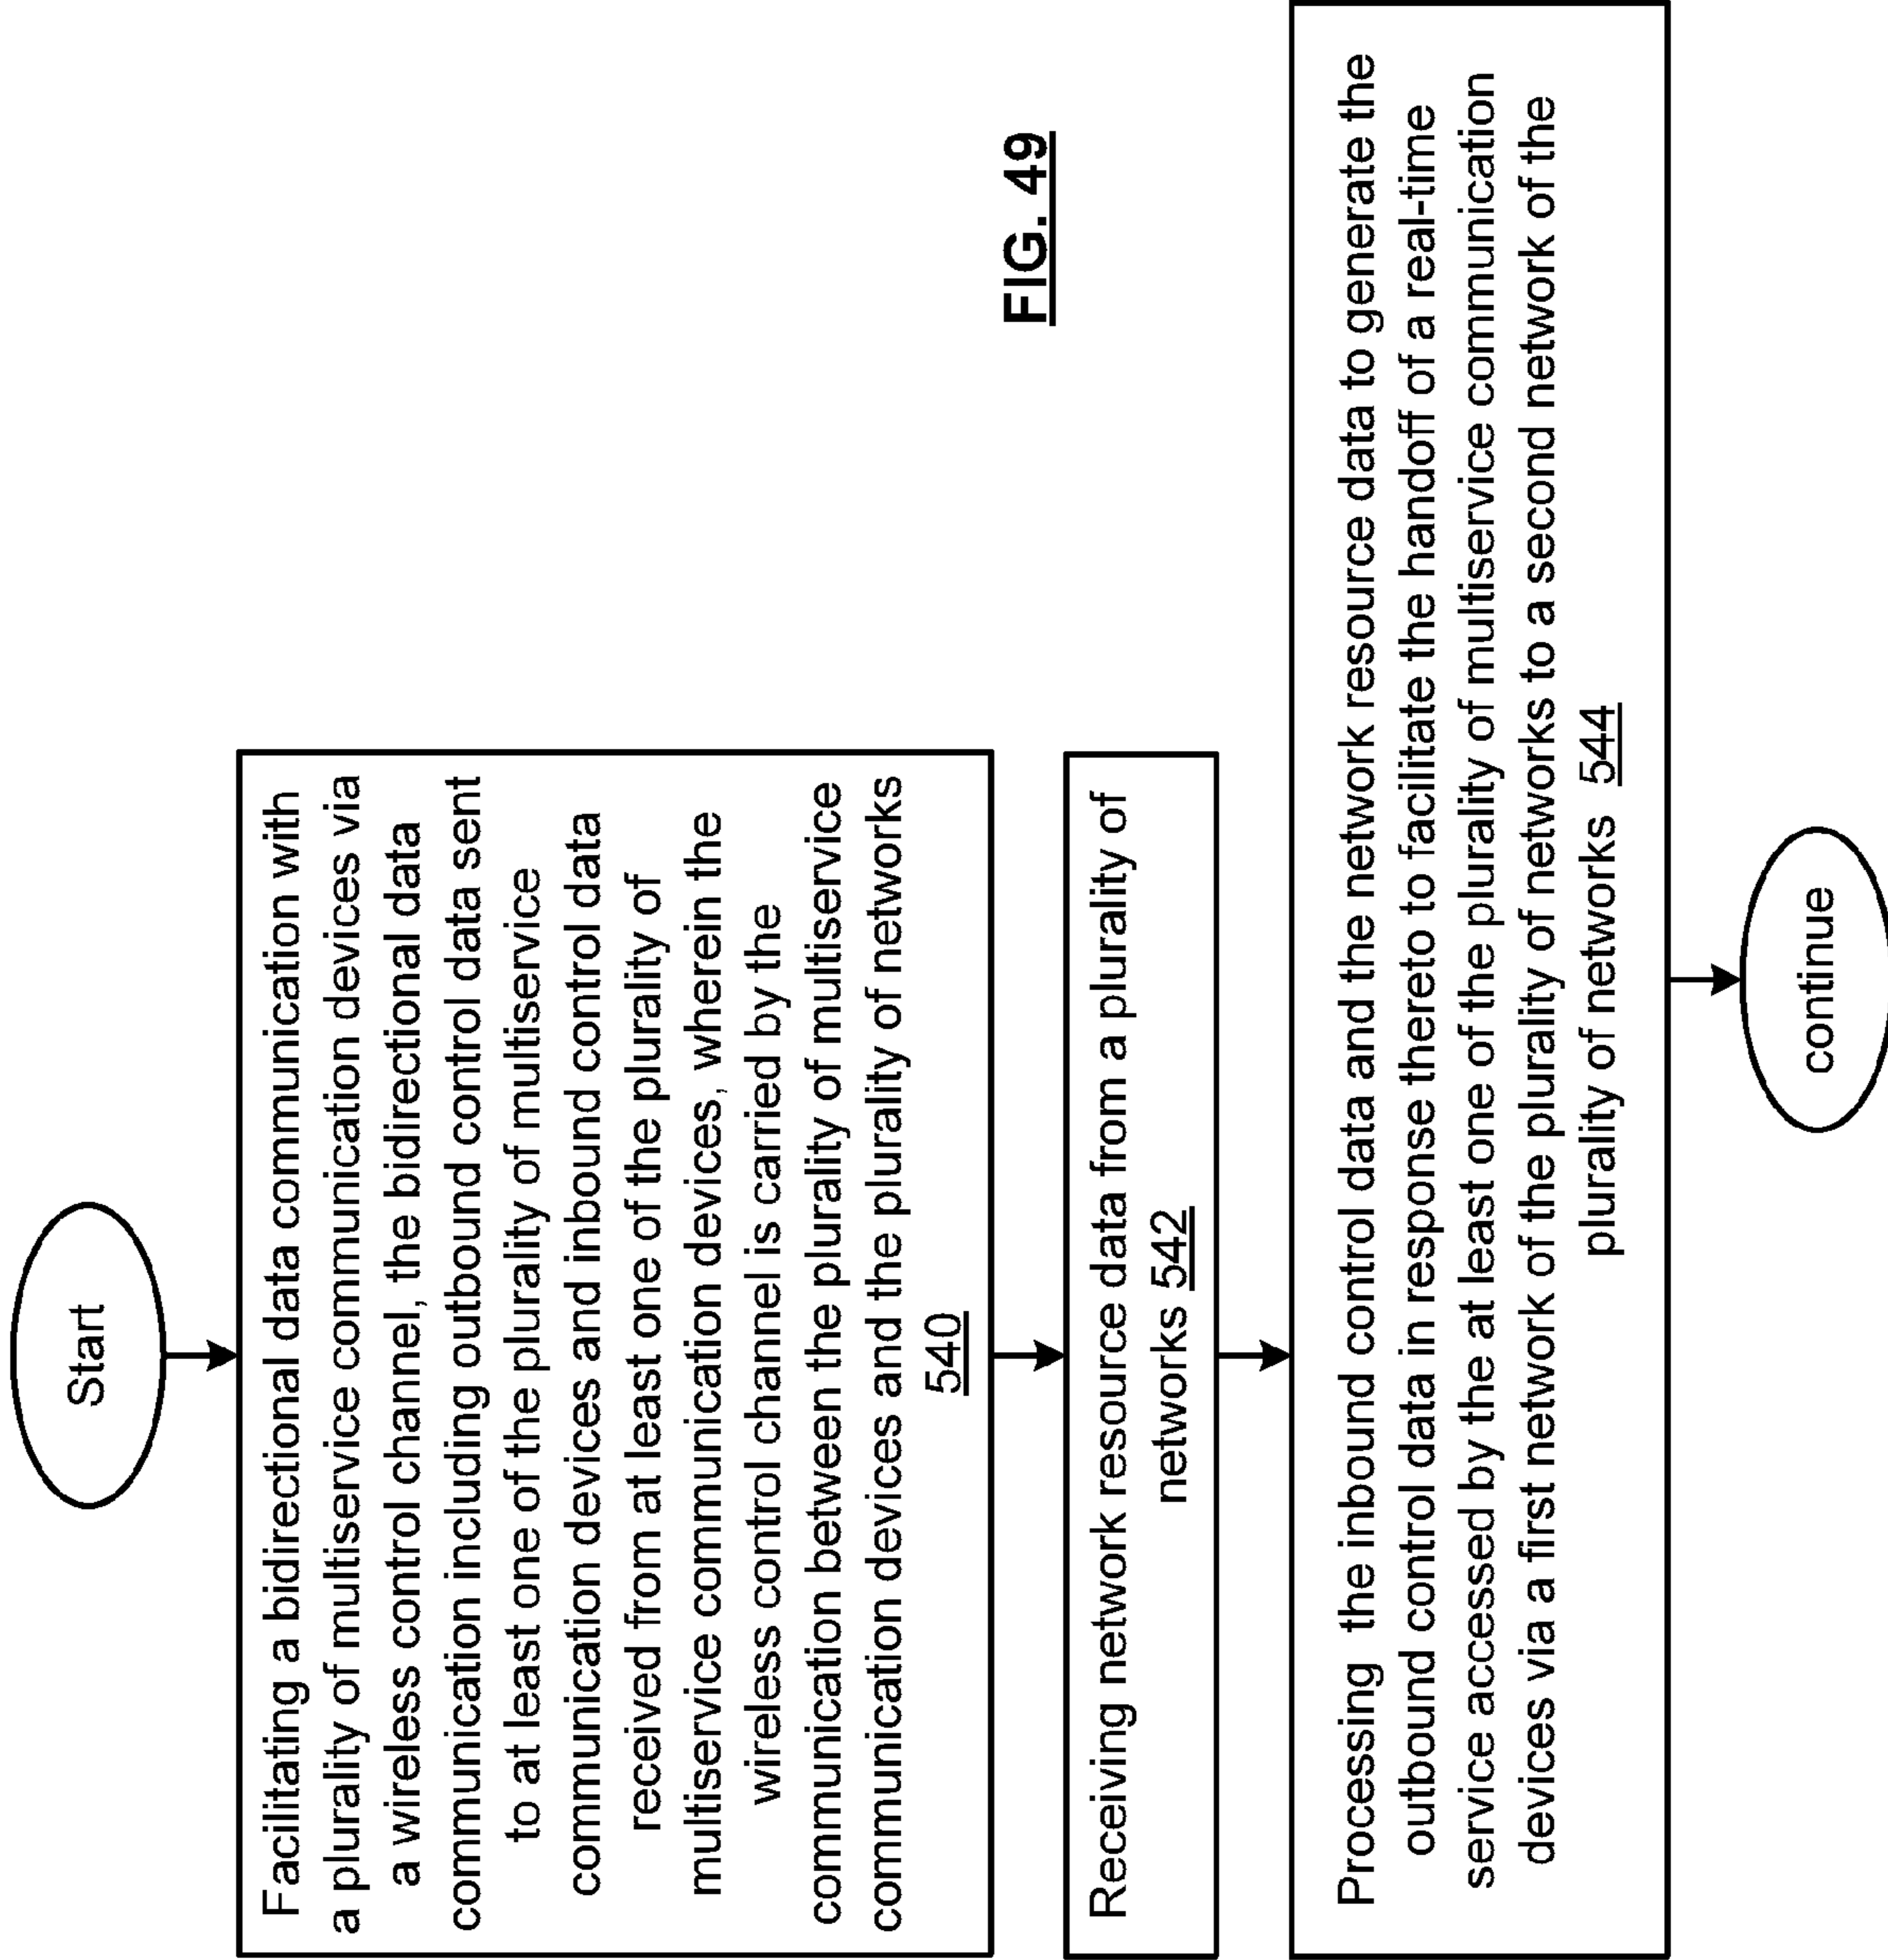 Start
Facilitating a bidirectional data communication with
a plurality of multiservice communication devices via
a wireless control channel, the bidirectional data
communication including outbound control data sent
to at least one of the plurality of multiservice
communication devices and inbound control data
received from at least one of the plurality of
multiservice communication devices, wherein the
wireless control channel is carried by the
communication between the plurality of multiservice
communication devices and the plurality of networks
540
Receiving network resource data from a plurality of
networks 542
Processing the inbound control data and the network resource data to generate the
outbound control data in response thereto to facilitate the handoff of a real-time
service accessed by the at least one of the plurality of multiservice communication
devices via a first network of the plurality of networks to a second network of the
plurality of networks 544
continue
FIG. 49